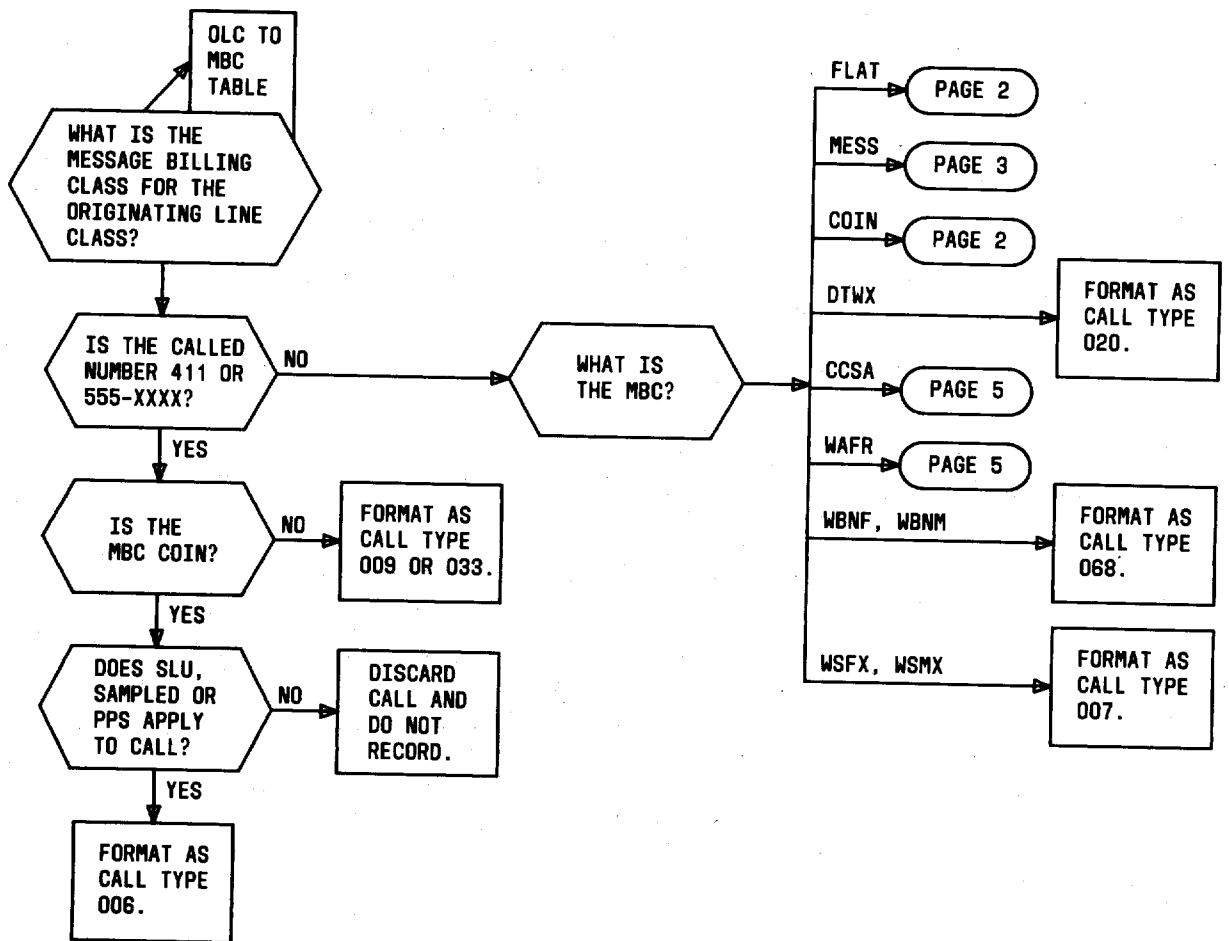 OLC TO
MBC
TABLE
WHAT IS THE
MESSAGE BILLING
CLASS FOR THE
ORIGINATING LINE
CLASS?
IS THE CALLED
NUMBER 411 OR
555-XXXX?
NO
YES
IS THE
MBC COIN?
NO
FORMAT AS
CALL TYPE
009 OR 033.
YES
DOES SLU,
SAMPLED OR
PPS APPLY
TO CALL?
NO
DISCARD
CALL AND
DO NOT
RECORD.
YES
FORMAT AS
CALL TYPE
006.
WHAT IS
THE MBC?
FLAT
PAGE 2
MESS
PAGE 3
COIN
PAGE 2
DTWX
FORMAT AS
CALL TYPE
020.
CCSA
PAGE 5
WAFR
PAGE 5
WBNF, WBNM
FORMAT AS
CALL TYPE
068.
WSFX, WSMX
FORMAT AS
CALL TYPE
007.